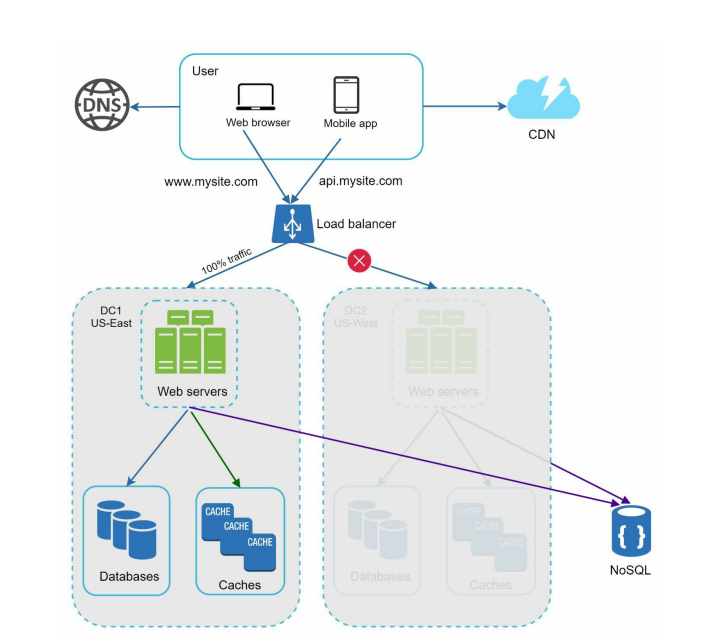 User
DNS
Web browser
Mobile app
CDN
www.mysite.com
api.mysite.com
Load balancer
100% traffic
DC1
US-East
DC2
US-West
Web servers
Web servers
CACHE
CACHE
CACHE
CACHE
CACHE
CACHE
{ }
Databases
Caches
Databases
Caches
NoSQL